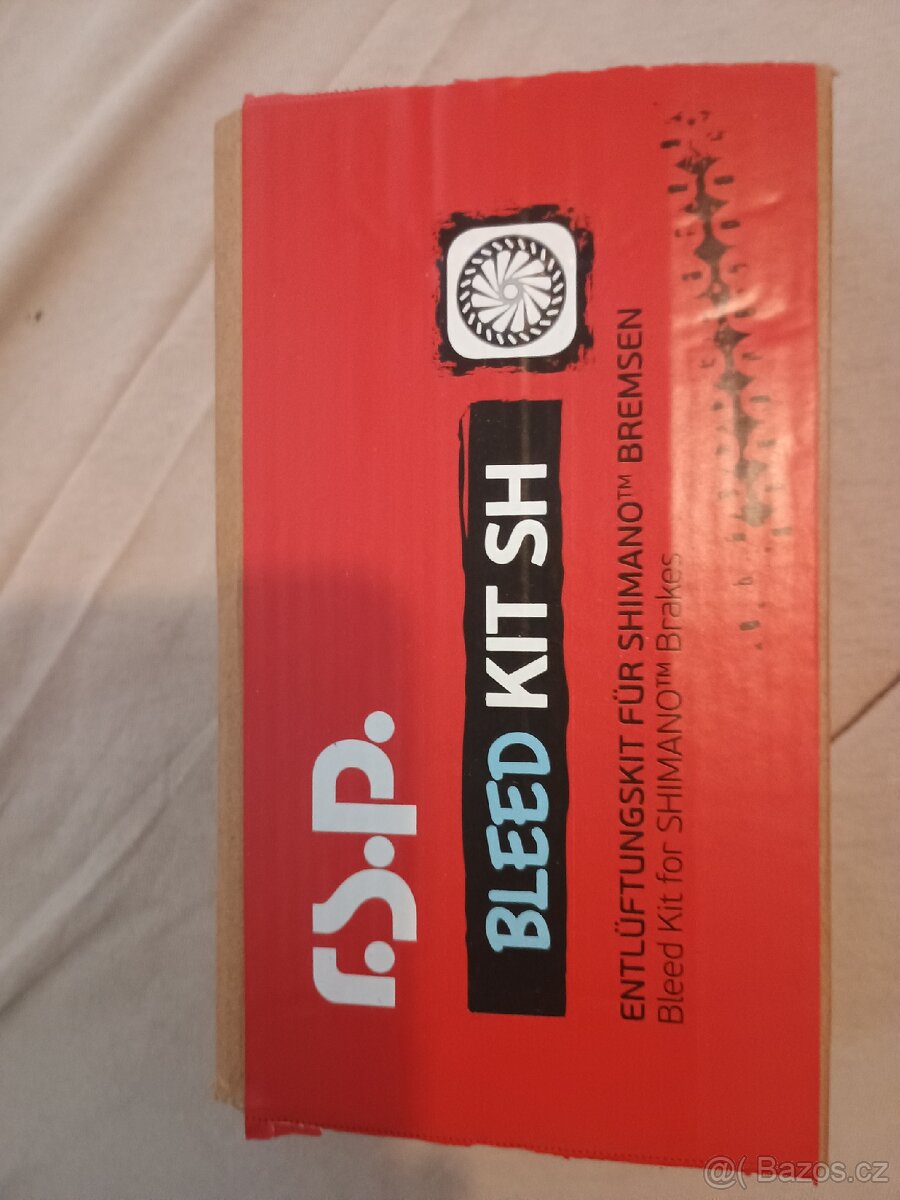 r.s.p.
BLEED KIT SH
ENTLÜFTUNGSKIT FÜR SHIMANO™ BREMSEN
Bleed Kit for SHIMANO™ Brakes
@( Bazos.cz